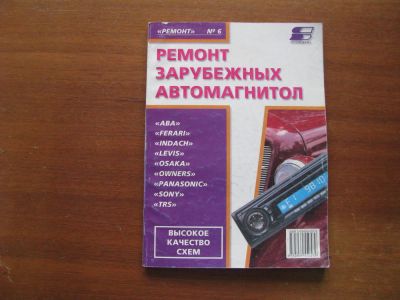 «РЕМОНТ» № 6
РЕМОНТ
ЗАРУБЕЖНЫХ
АВТОМАГНИТОЛ
«ABA»
«FERARI»
«INDACH»
«LEVIS»
«OSAKA»
«OWNERS»
«PANASONIC»
«SONY»
«TRS»
ВЫСОКОЕ
КАЧЕСТВО
СХЕМ